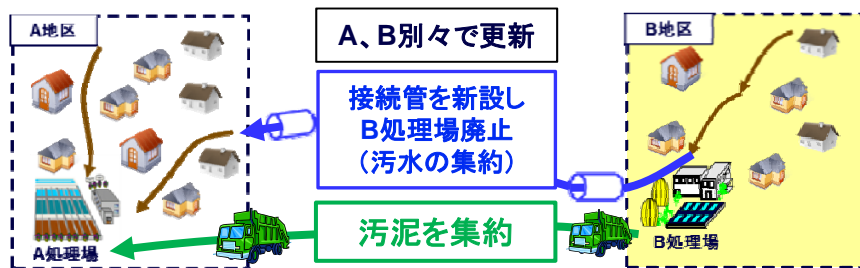 A地区
A、B別々で更新
B地区
接続管を新設し
B処理場廃止
（汚水の集約）
汚泥を集約
A処理場
B処理場